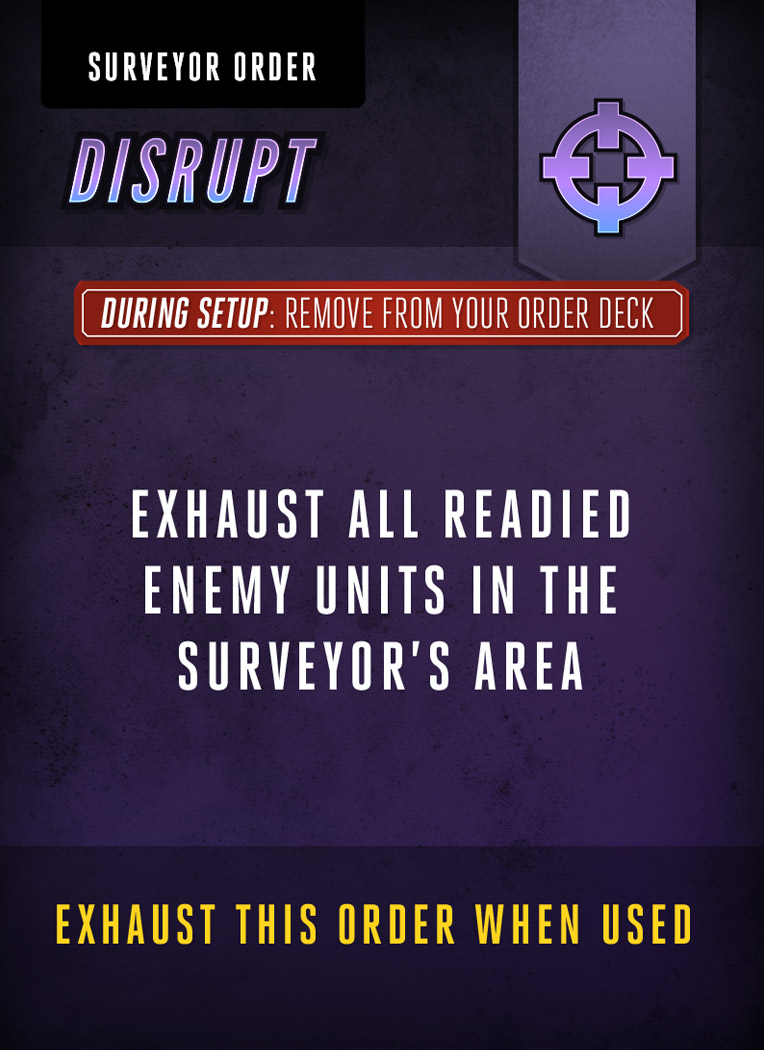 SURVEYOR ORDER
DISRUPT
DURING SETUP: REMOVE FROM YOUR ORDER DECK
EXHAUST ALL READIED
ENEMY UNITS IN THE
SURVEYOR'S AREA
EXHAUST THIS ORDER WHEN USED